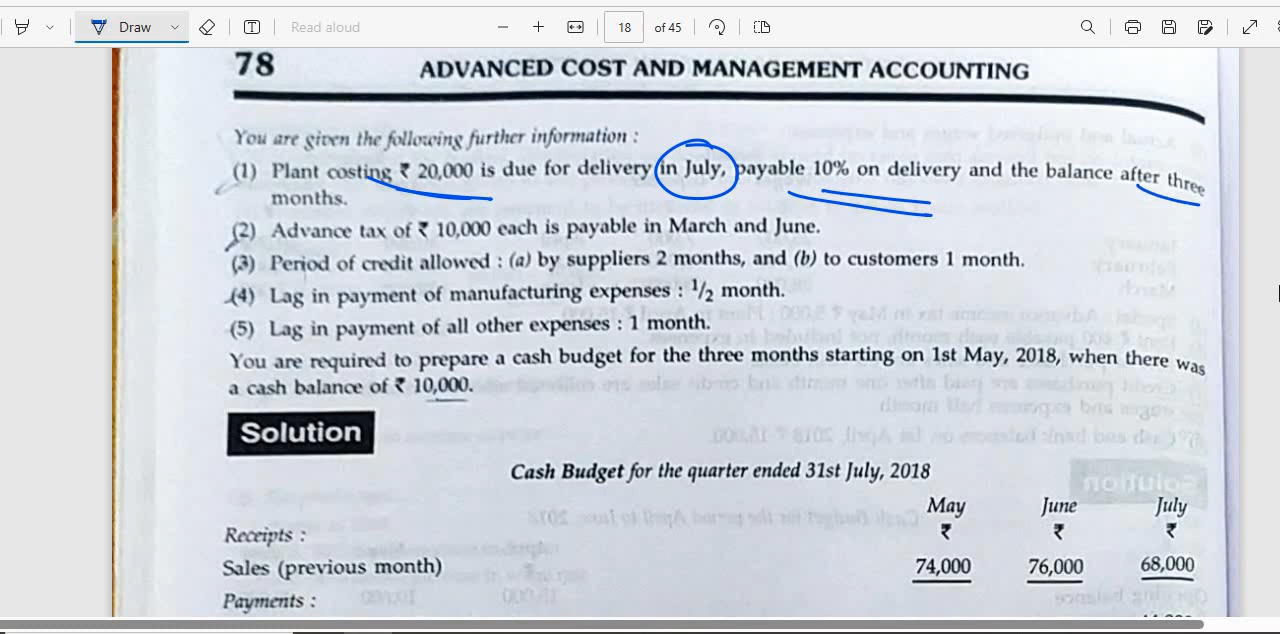 Draw
Read aloud
18 of 45
78
ADVANCED COST AND MANAGEMENT ACCOUNTING
You are given the following further information :
(1) Plant costing ₹ 20,000 is due for delivery in July, payable 10% on delivery and the balance after three
months.
(2) Advance tax of ₹ 10,000 each is payable in March and June.
(3) Period of credit allowed : (a) by suppliers 2 months, and (b) to customers 1 month.
(4) Lag in payment of manufacturing expenses : 1/2 month.
(5) Lag in payment of all other expenses : 1 month.
You are required to prepare a cash budget for the three months starting on 1st May, 2018, when there was
a cash balance of ₹ 10,000.
Solution
Cash Budget for the quarter ended 31st July, 2018
May June July
₹ ₹ ₹
Receipts :
Sales (previous month) 74,000 76,000 68,000
Payments :